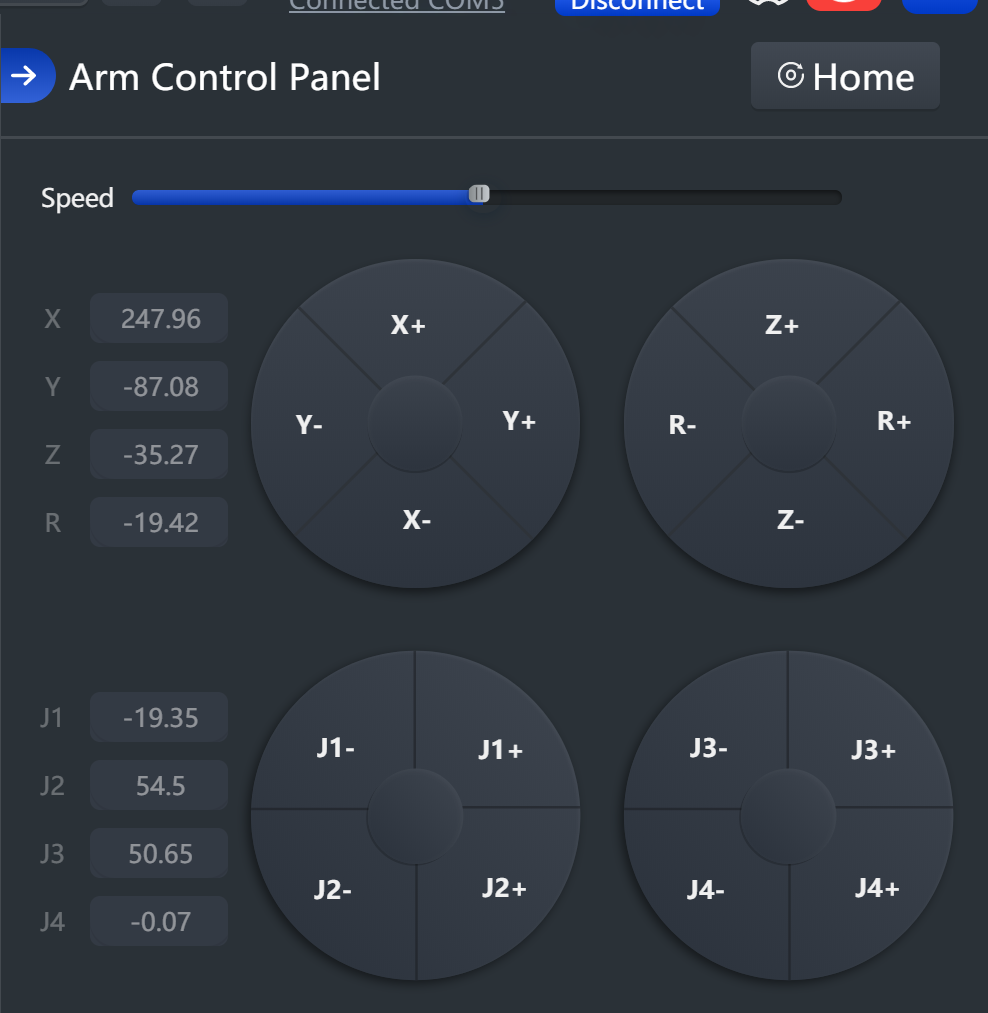 Connected COM5
Disconnect
Arm Control Panel
Home
Speed
X 247.96
Y -87.08
Z -35.27
R -19.42
X+
Y-
Y+
X-
Z+
R-
R+
Z-
J1 -19.35
J2 54.5
J3 50.65
J4 -0.07
J1-
J1+
J2-
J2+
J3-
J3+
J4-
J4+